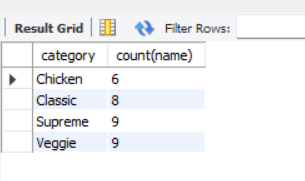 Result Grid Filter Rows:
category count(name)
Chicken 6
Classic 8
Supreme 9
Veggie 9